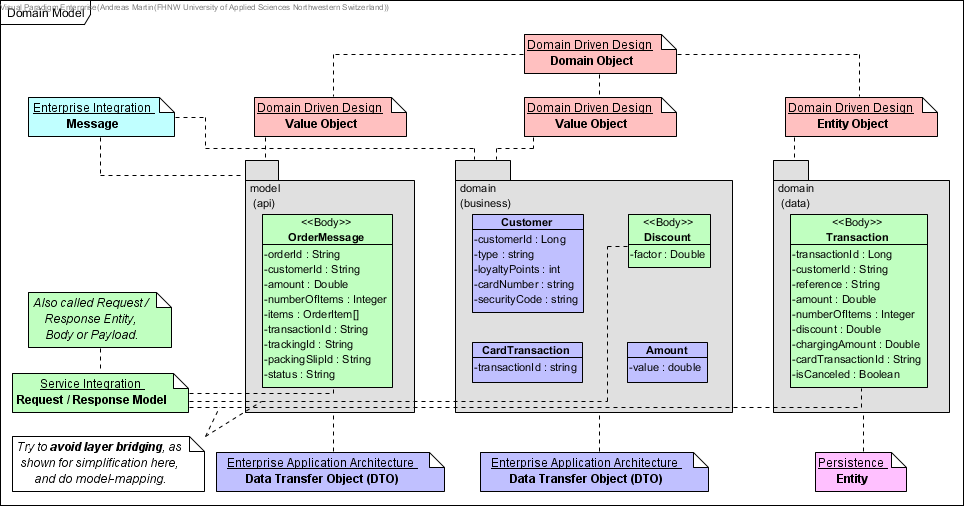 Visual Paradigm Enterprise(Andreas Martin(FHNW University of Applied Sciences Northwestern Switzerland))
Domain Model
Domain Driven Design
Domain Object
Enterprise Integration
Message
Domain Driven Design
Value Object
Domain Driven Design
Value Object
Domain Driven Design
Entity Object
model
(api)
<<Body>>
OrderMessage
-orderId : String
-customerId : String
-amount : Double
-numberOfItems : Integer
-items : OrderItem[]
-transactionId : String
-trackingId : String
-packingSlipId : String
-status : String
domain
(business)
Customer
-customerId : Long
-type : string
-loyaltyPoints : int
-cardNumber : string
-securityCode : string
<<Body>>
Discount
-factor : Double
CardTransaction
-transactionId : string
Amount
-value : double
domain
(data)
<<Body>>
Transaction
-transactionId : Long
-customerId : String
-reference : String
-amount : Double
-numberOfItems : Integer
-discount : Double
-chargingAmount : Double
-cardTransactionId : String
-isCanceled : Boolean
Also called Request /
Response Entity,
Body or Payload.
Service Integration
Request / Response Model
Try to avoid layer bridging, as
shown for simplification here,
and do model-mapping.
Enterprise Application Architecture
Data Transfer Object (DTO)
Enterprise Application Architecture
Data Transfer Object (DTO)
Persistence
Entity